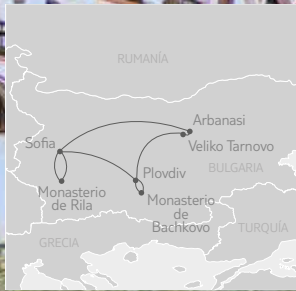 RUMANÍA
Arbanasi
Sofia
Veliko Tarnovo
Plovdiv
BULGARIA
Monasterio
de Rila
Monasterio
de
Bachkovo
TURQUÍA
GRECIA